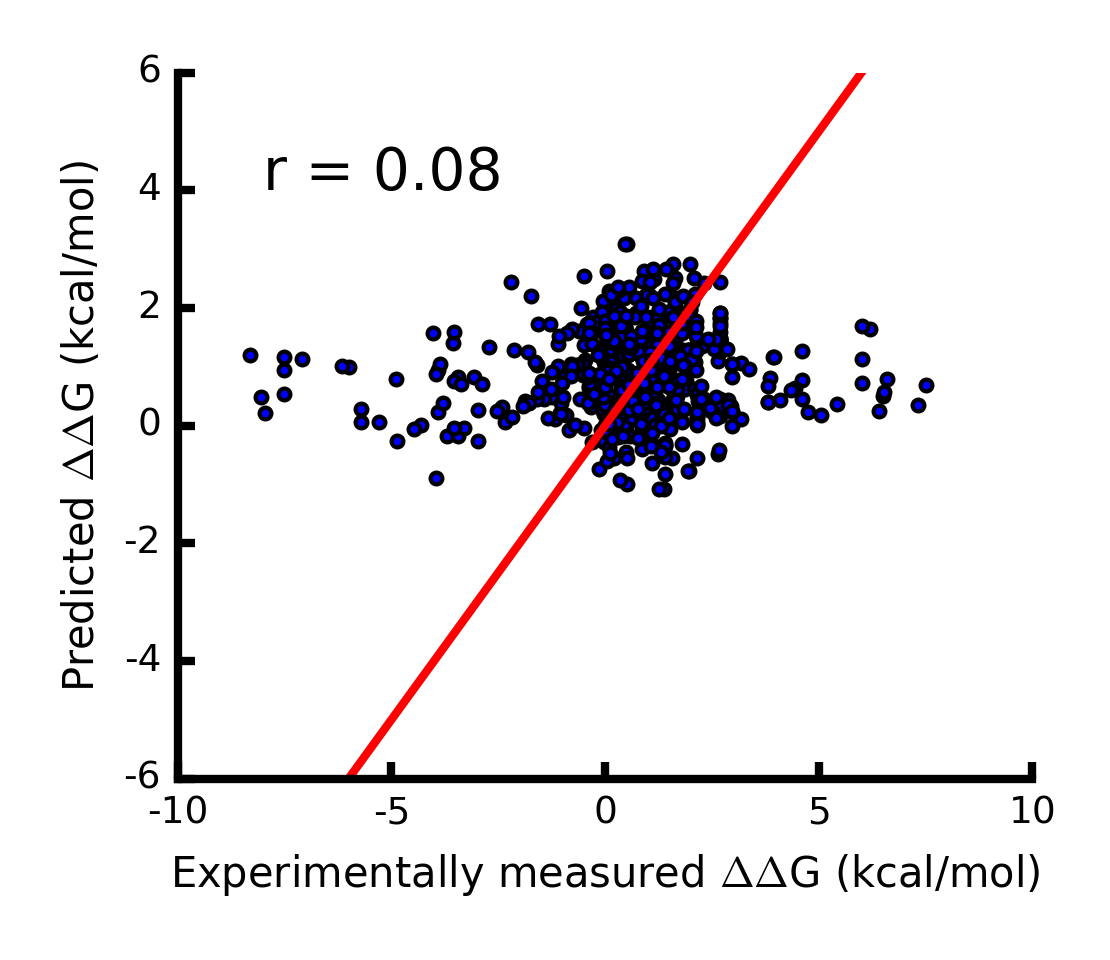 6
r = 0.08
4
2
0
-2
-4
-6
Predicted ΔΔG (kcal/mol)
-10 -5 0 5 10
Experimentally measured ΔΔG (kcal/mol)